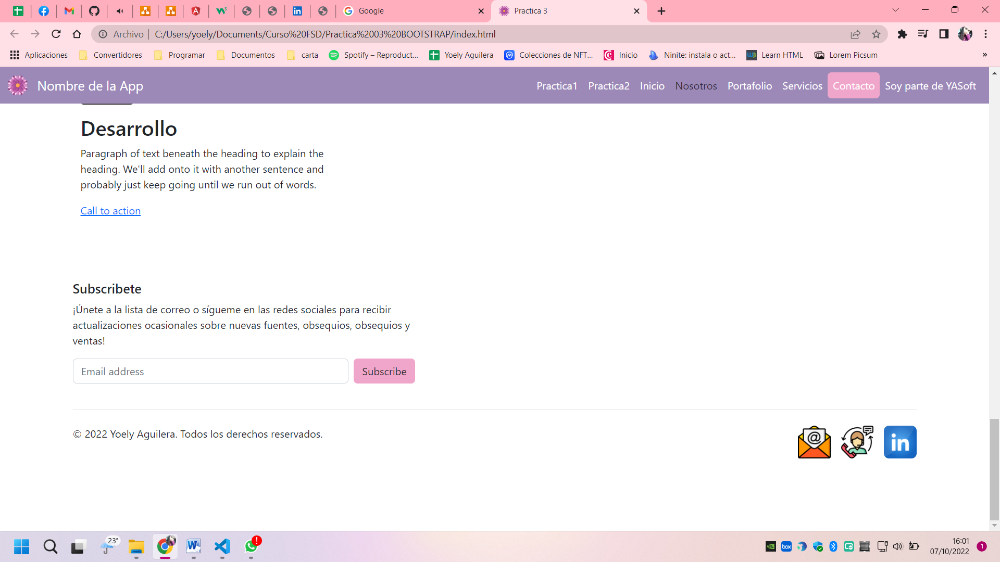 Google
Practica 3
Archivo | C:/Users/yoely/Documents/Curso%20FSD/Practica%2003%20BOOTSTRAP/index.html
Aplicaciones Convertidores Programar Documentos carta Spotify – Reproduct... Yoely Aguilera Colecciones de NFT... Inicio Ninite: instala o act... Learn HTML Lorem Picsum »
Nombre de la App Practica1 Practica2 Inicio Nosotros Portafolio Servicios Contacto Soy parte de YASoft
Desarrollo
Paragraph of text beneath the heading to explain the
heading. We'll add onto it with another sentence and
probably just keep going until we run out of words.
Call to action
Subscribete
¡Únete a la lista de correo o sígueme en las redes sociales para recibir
actualizaciones ocasionales sobre nuevas fuentes, obsequios, obsequios y
ventas!
Email address Subscribe
© 2022 Yoely Aguilera. Todos los derechos reservados.
in
23°
box
16:01
07/10/2022
1